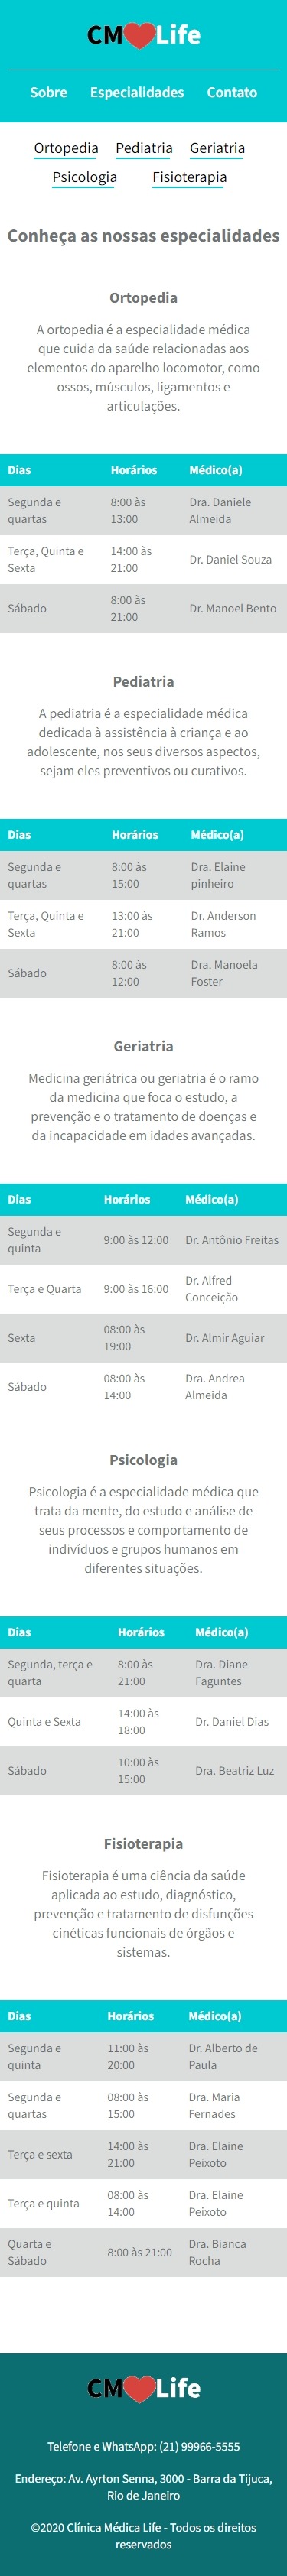 CM Life
Sobre Especialidades Contato
Ortopedia Pediatria Geriatria
Psicologia Fisioterapia
Conheça as nossas especialidades
Ortopedia
A ortopedia é a especialidade médica
que cuida da saúde relacionadas aos
elementos do aparelho locomotor, como
ossos, músculos, ligamentos e
articulações.
Dias Horários Médico(a)
Segunda e quartas 8:00 às 13:00 Dra. Daniele Almeida
Terça, Quinta e Sexta 14:00 às 21:00 Dr. Daniel Souza
Sábado 8:00 às 21:00 Dr. Manoel Bento
Pediatria
A pediatria é a especialidade médica
dedicada à assistência à criança e ao
adolescente, nos seus diversos aspectos,
sejam eles preventivos ou curativos.
Dias Horários Médico(a)
Segunda e quartas 8:00 às 15:00 Dra. Elaine pinheiro
Terça, Quinta e Sexta 13:00 às 21:00 Dr. Anderson Ramos
Sábado 8:00 às 12:00 Dra. Manoela Foster
Geriatria
Medicina geriátrica ou geriatria é o ramo
da medicina que foca o estudo, a
prevenção e o tratamento de doenças e
da incapacidade em idades avançadas.
Dias Horários Médico(a)
Segunda e quinta 9:00 às 12:00 Dr. Antônio Freitas
Terça e Quarta 9:00 às 16:00 Dr. Alfred Conceição
Sexta 08:00 às 19:00 Dr. Almir Aguiar
Sábado 08:00 às 14:00 Dra. Andrea Almeida
Psicologia
Psicologia é a especialidade médica que
trata da mente, do estudo e análise de
seus processos e comportamento de
indivíduos e grupos humanos em
diferentes situações.
Dias Horários Médico(a)
Segunda, terça e quarta 8:00 às 21:00 Dra. Diane Faguntes
Quinta e Sexta 14:00 às 18:00 Dr. Daniel Dias
Sábado 10:00 às 15:00 Dra. Beatriz Luz
Fisioterapia
Fisioterapia é uma ciência da saúde
aplicada ao estudo, diagnóstico,
prevenção e tratamento de disfunções
cinéticas funcionais de órgãos e
sistemas.
Dias Horários Médico(a)
Segunda e quinta 11:00 às 20:00 Dr. Alberto de Paula
Segunda e quartas 08:00 às 15:00 Dra. Maria Fernades
Terça e sexta 14:00 às 21:00 Dra. Elaine Peixoto
Terça e quinta 08:00 às 14:00 Dra. Elaine Peixoto
Quarta e Sábado 8:00 às 21:00 Dra. Bianca Rocha
CM Life
Telefone e WhatsApp: (21) 99966-5555
Endereço: Av. Ayrton Senna, 3000 - Barra da Tijuca,
Rio de Janeiro
©2020 Clínica Médica Life - Todos os direitos
reservados